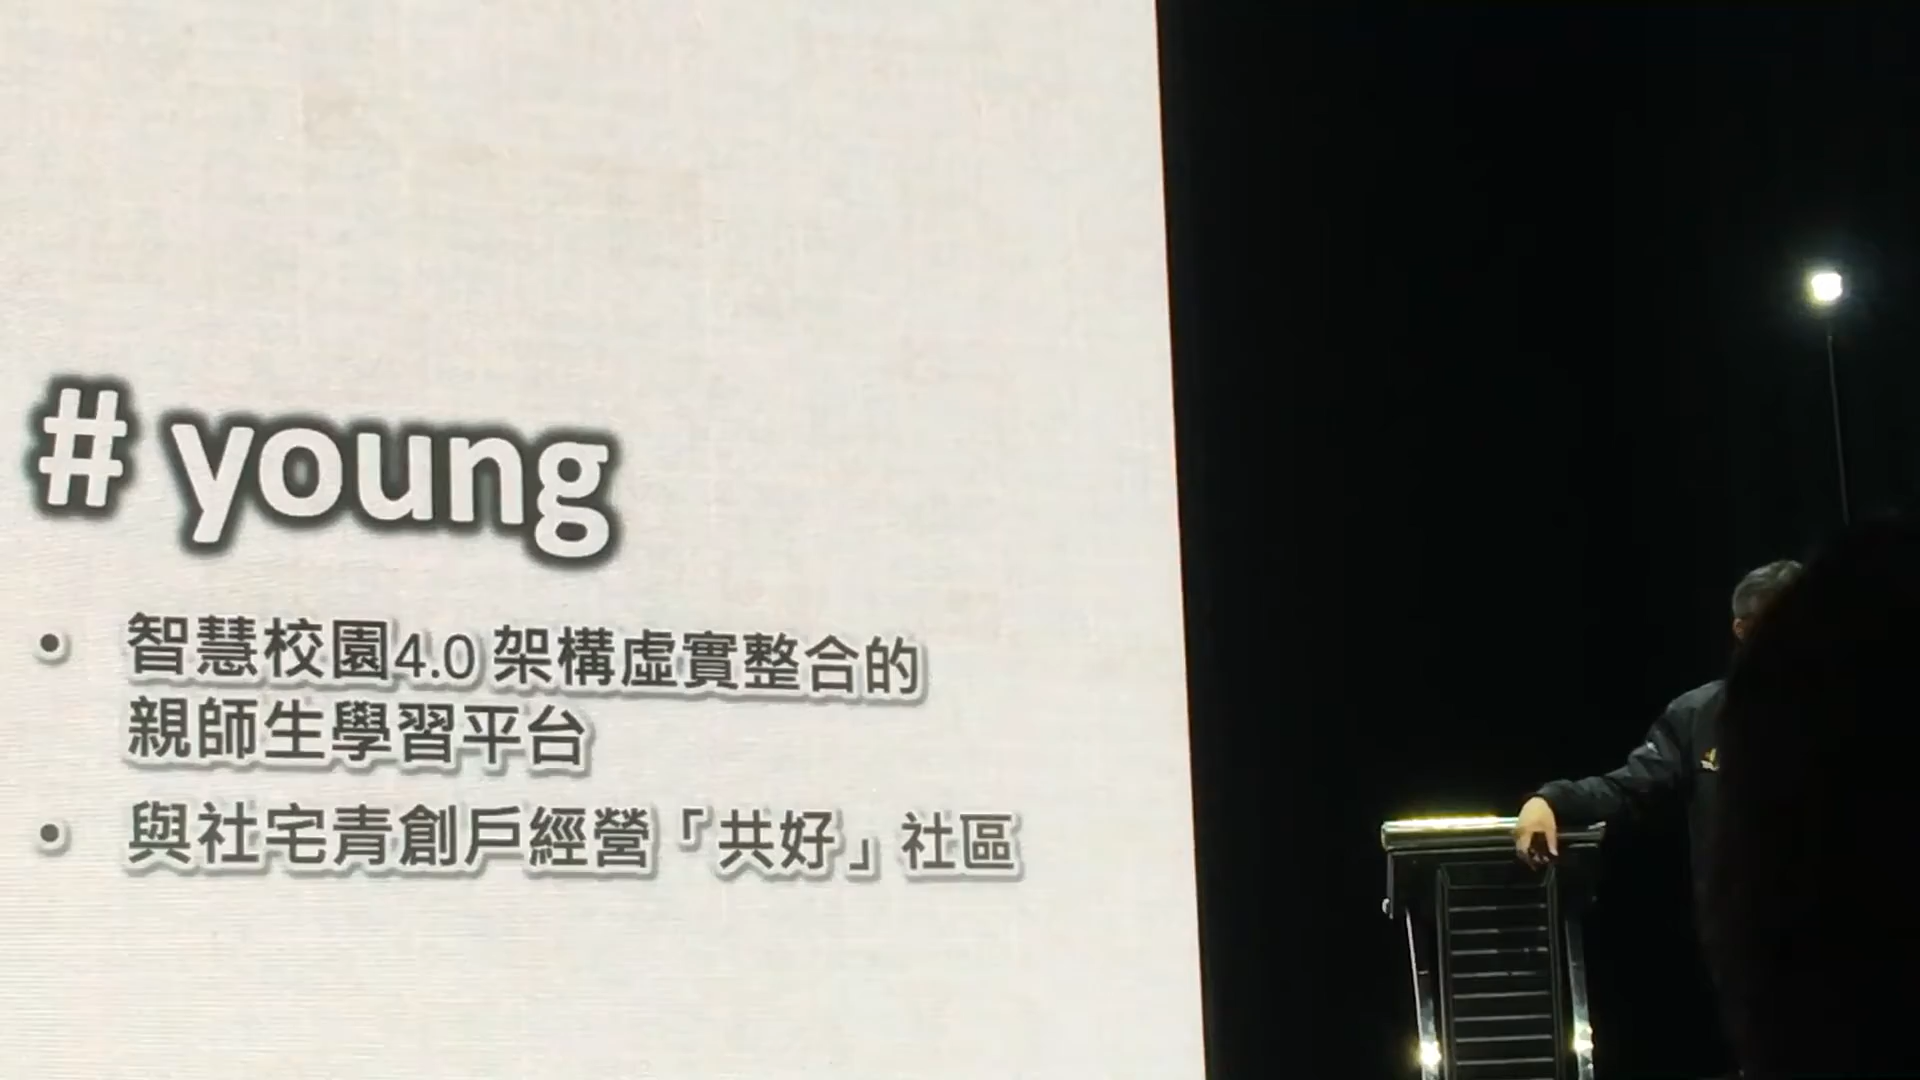 # young
• 智慧校園4.0 架構虛實整合的
親師生學習平台
• 與社宅青創戶經營「共好」社區